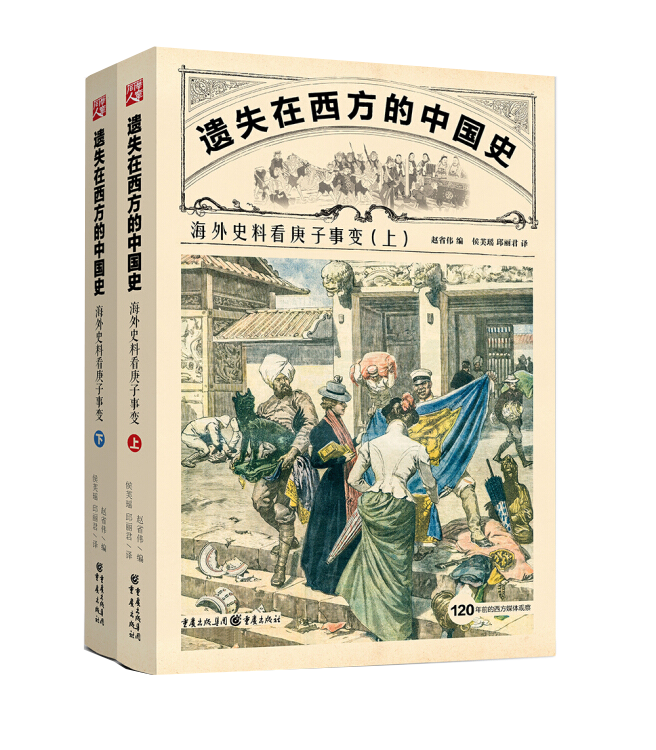 遗失在西方的中国史
海外史料看庚子事变(上)
赵省伟 编 侯芙瑶 邱丽君 译
120年前的西方媒体观察
重庆出版集团 重庆出版社
遗失在西方的中国史
海外史料看庚子事变
上
赵省伟 编
侯芙瑶 邱丽君 译
重庆出版集团
重庆出版社
遗失在西方的中国史
海外史料看庚子事变
下
赵省伟 编
侯芙瑶 邱丽君 译
重庆出版集团
重庆出版社